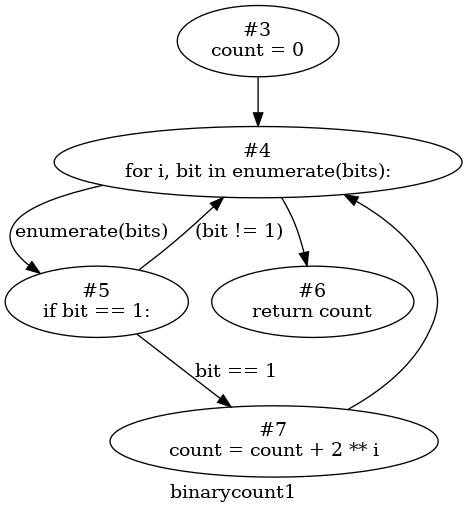 #3
count = 0
#4
for i, bit in enumerate(bits):
enumerate(bits)
(bit != 1)
#5
if bit == 1:
#6
return count
bit == 1
#7
count = count + 2 ** i
binarycount1